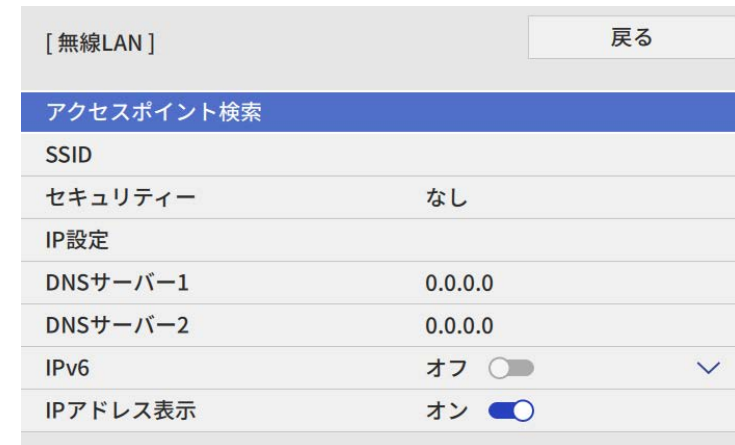 [ 無線LAN ]
戻る
アクセスポイント検索
SSID
セキュリティー なし
IP設定
DNSサーバー1 0.0.0.0
DNSサーバー2 0.0.0.0
IPv6 オフ
IPアドレス表示 オン